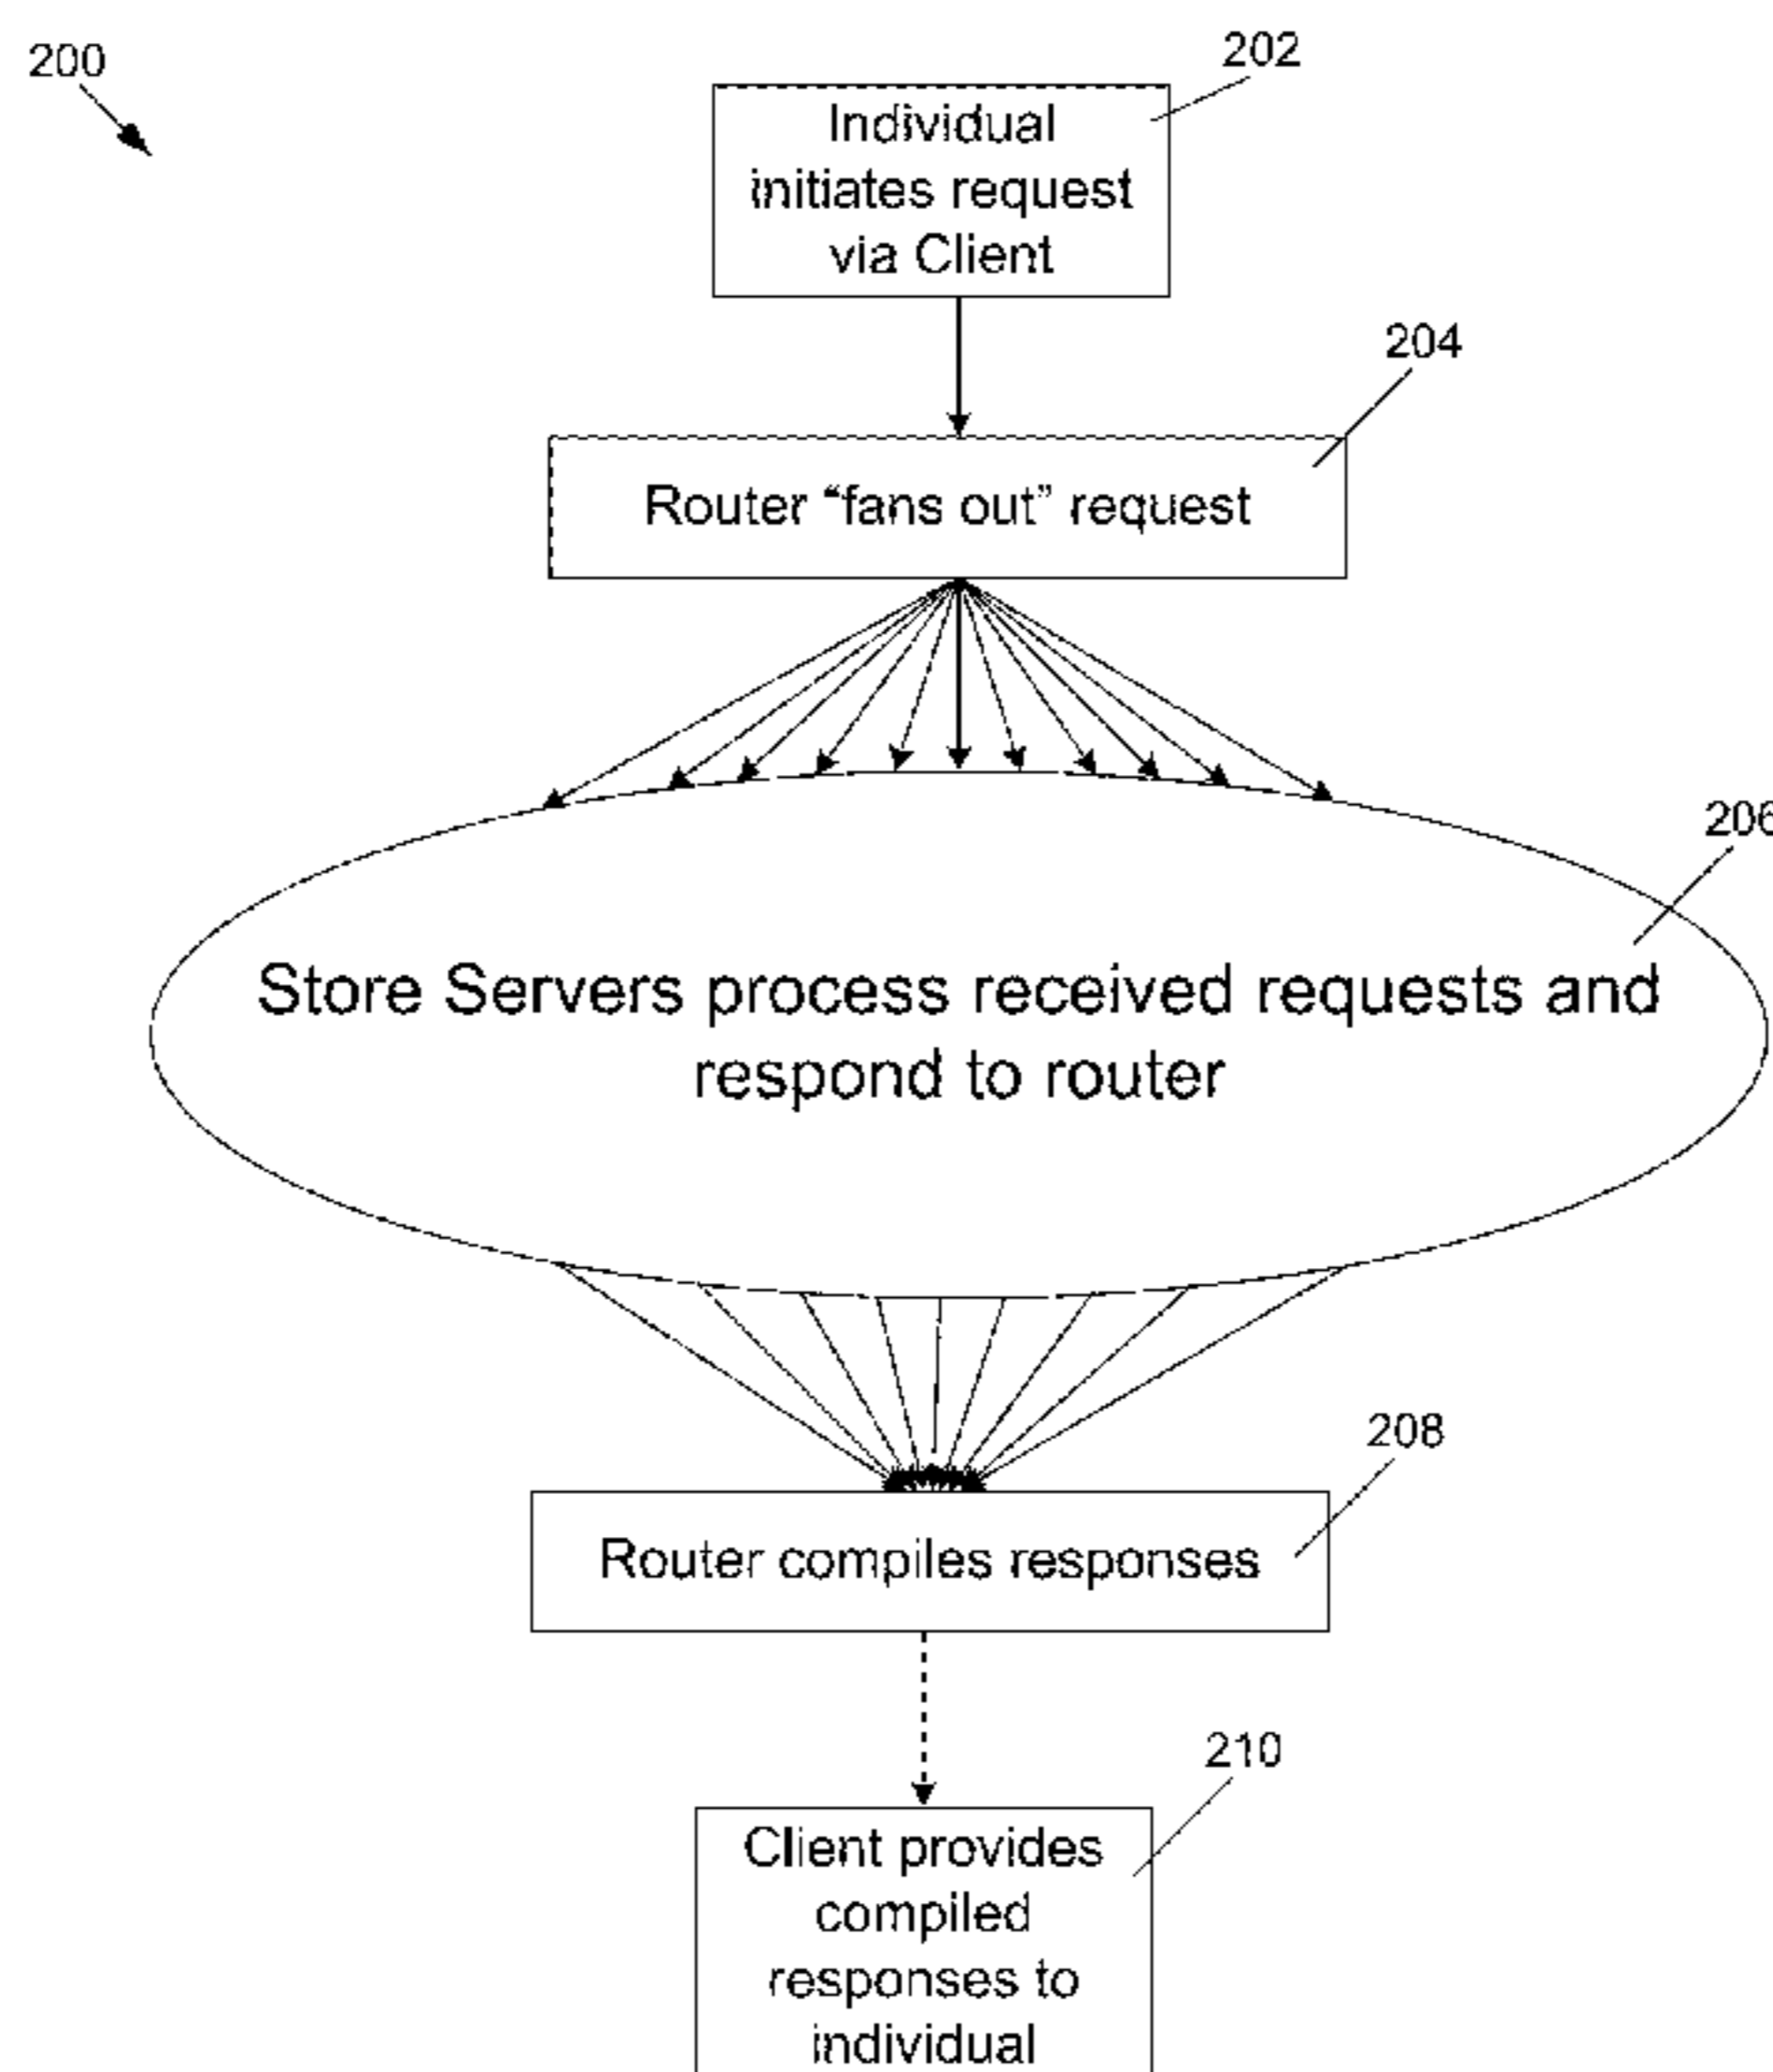 200
202
Individual
initiates request
via Client
204
Router “fans out” request
206
Store Servers process received requests and
respond to router
208
Router compiles responses
210
Client provides
compiled
responses to
individual